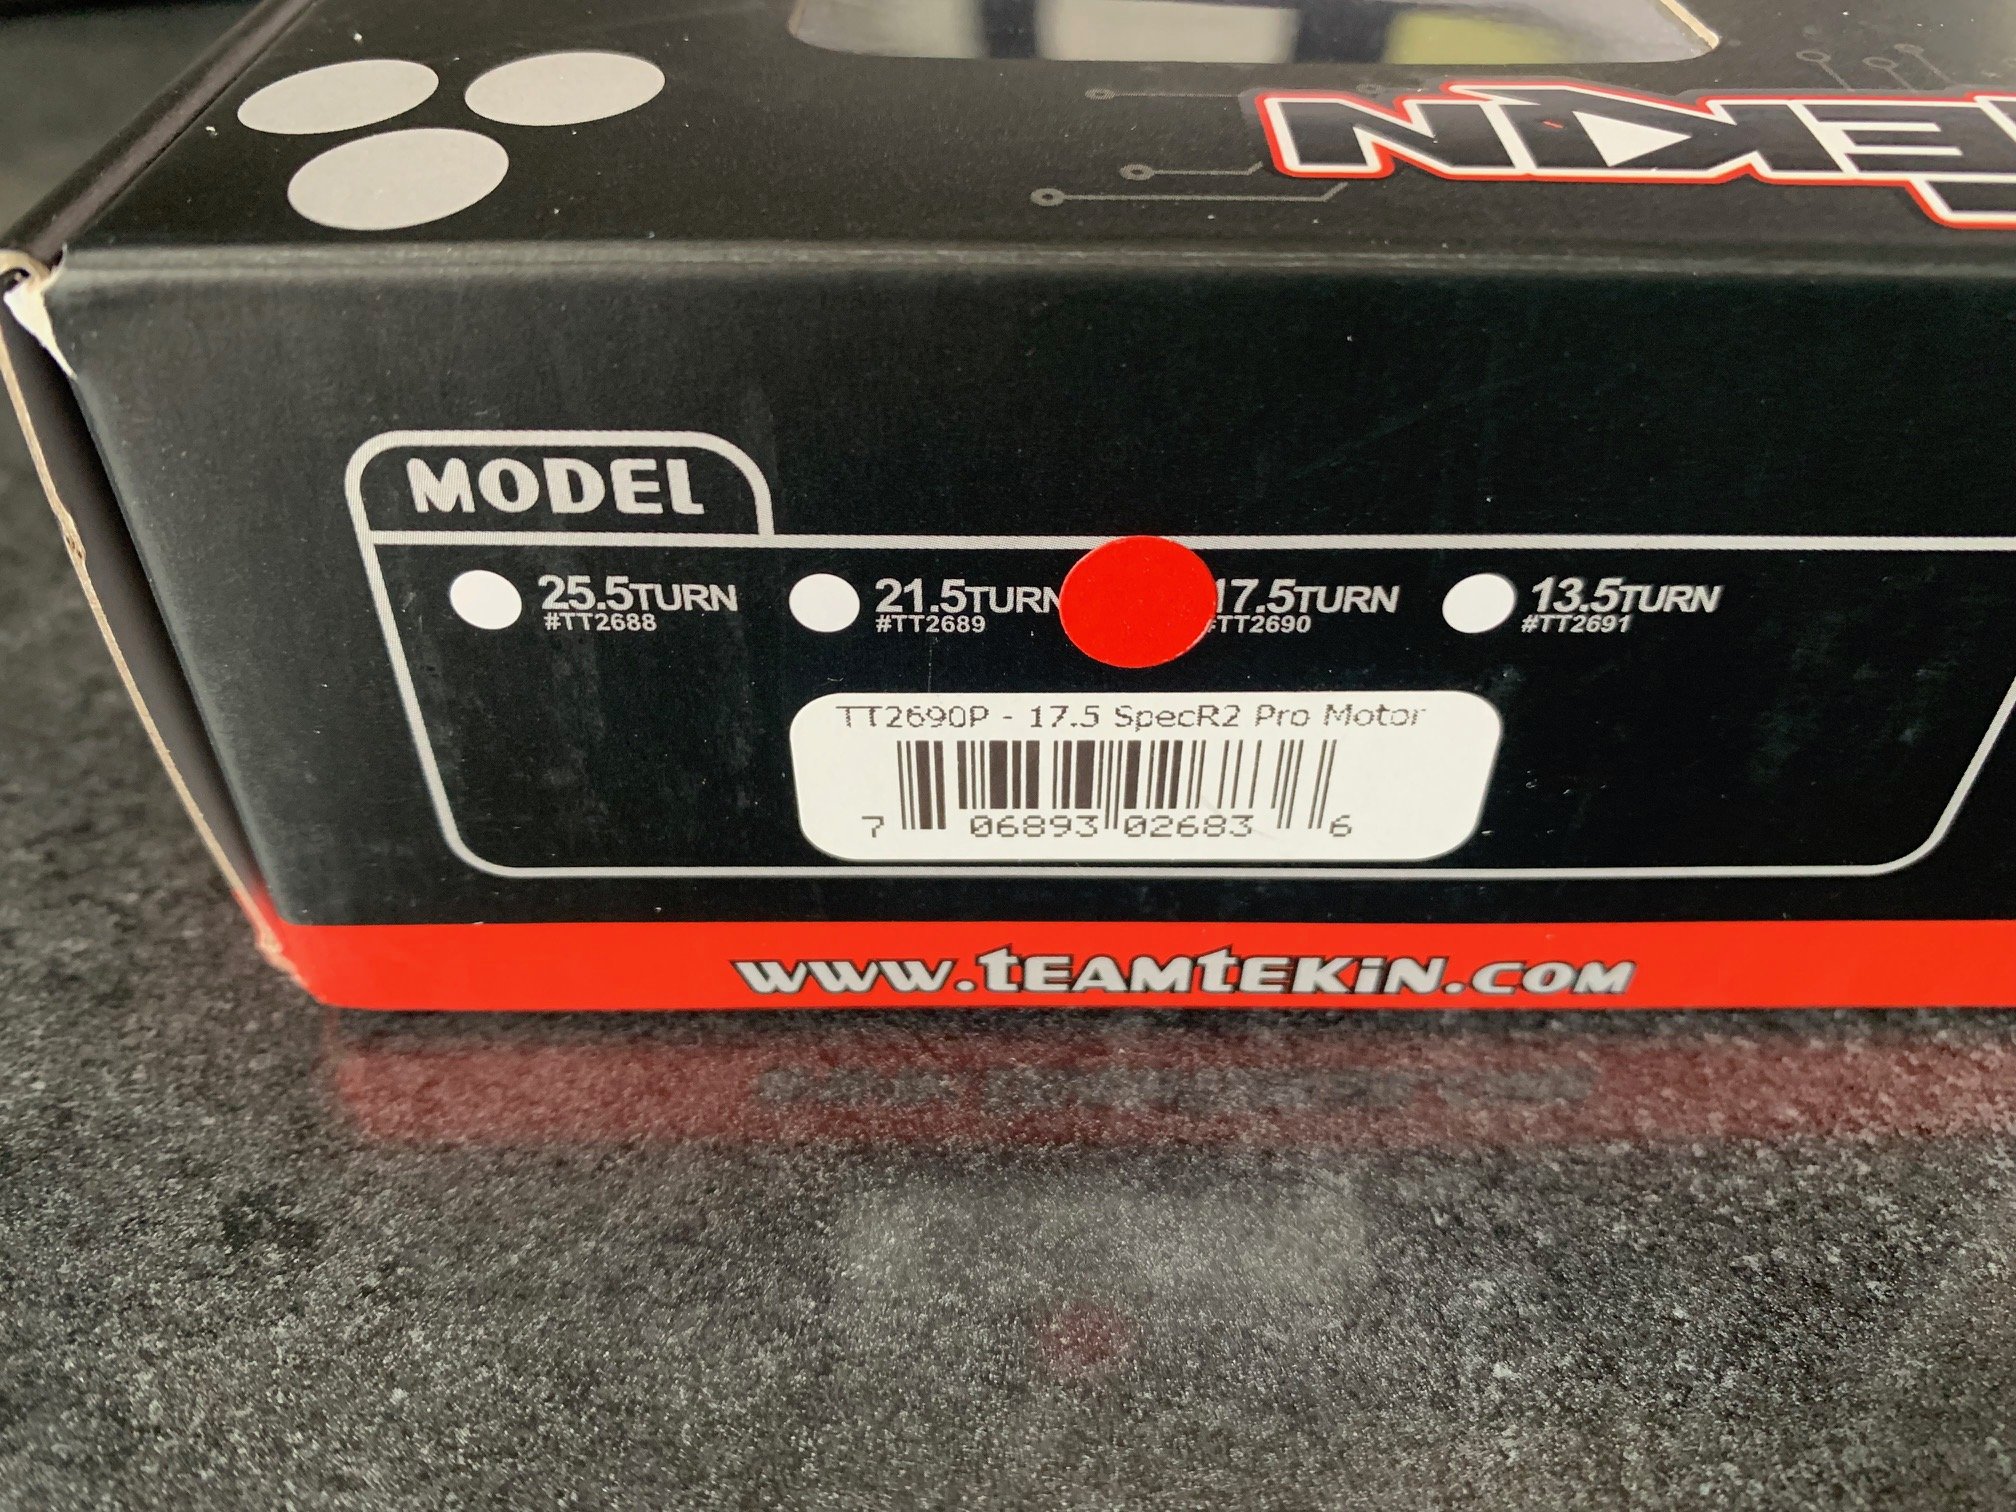 TEKIN
MODEL
25.5TURN
#TT2688
21.5TURN
#TT2689
17.5TURN
#TT2690
13.5TURN
#TT2691
TT2690P - 17.5 SpecR2 Pro Motor
7 06893 02683 6
www.teamtekin.com